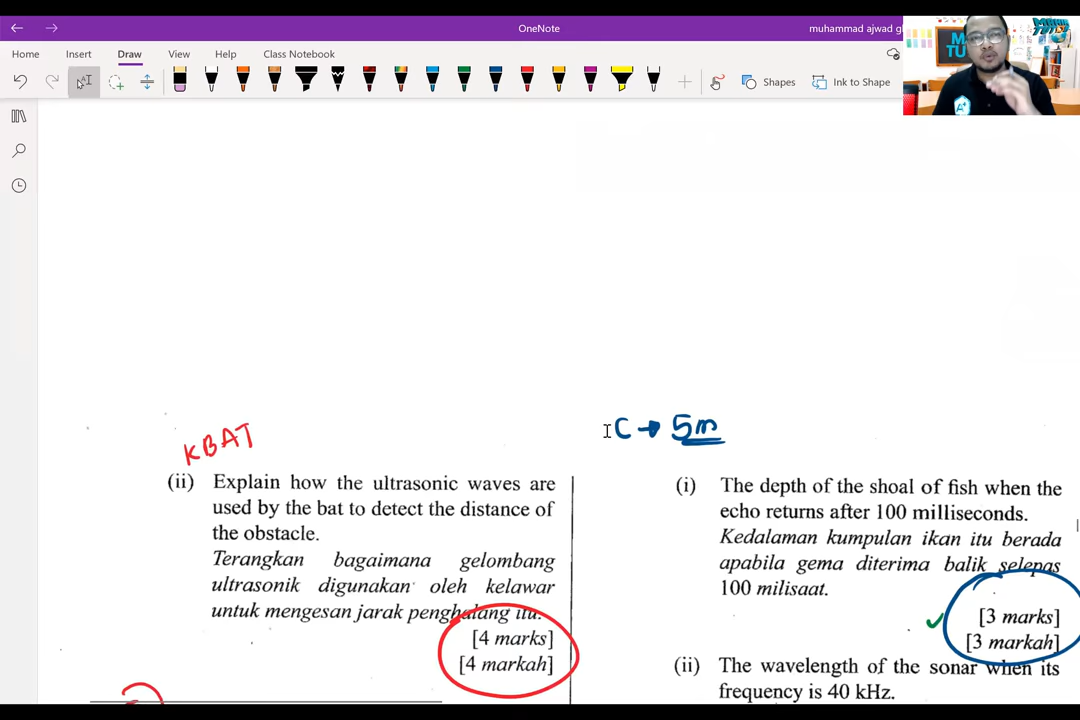 OneNote
muhammad ajwad
Home Insert Draw View Help Class Notebook
Shapes
Ink to Shape
KBAT
C → 5m
(ii) Explain how the ultrasonic waves are
used by the bat to detect the distance of
the obstacle.
Terangkan bagaimana gelombang
ultrasonik digunakan oleh kelawar
untuk mengesan jarak penghalang itu.
[4 marks]
[4 markah]
(i) The depth of the shoal of fish when the
echo returns after 100 milliseconds.
Kedalaman kumpulan ikan itu berada
apabila gema diterima balik selepas
100 milisaat.
[3 marks]
[3 markah]
(ii) The wavelength of the sonar when its
frequency is 40 kHz.